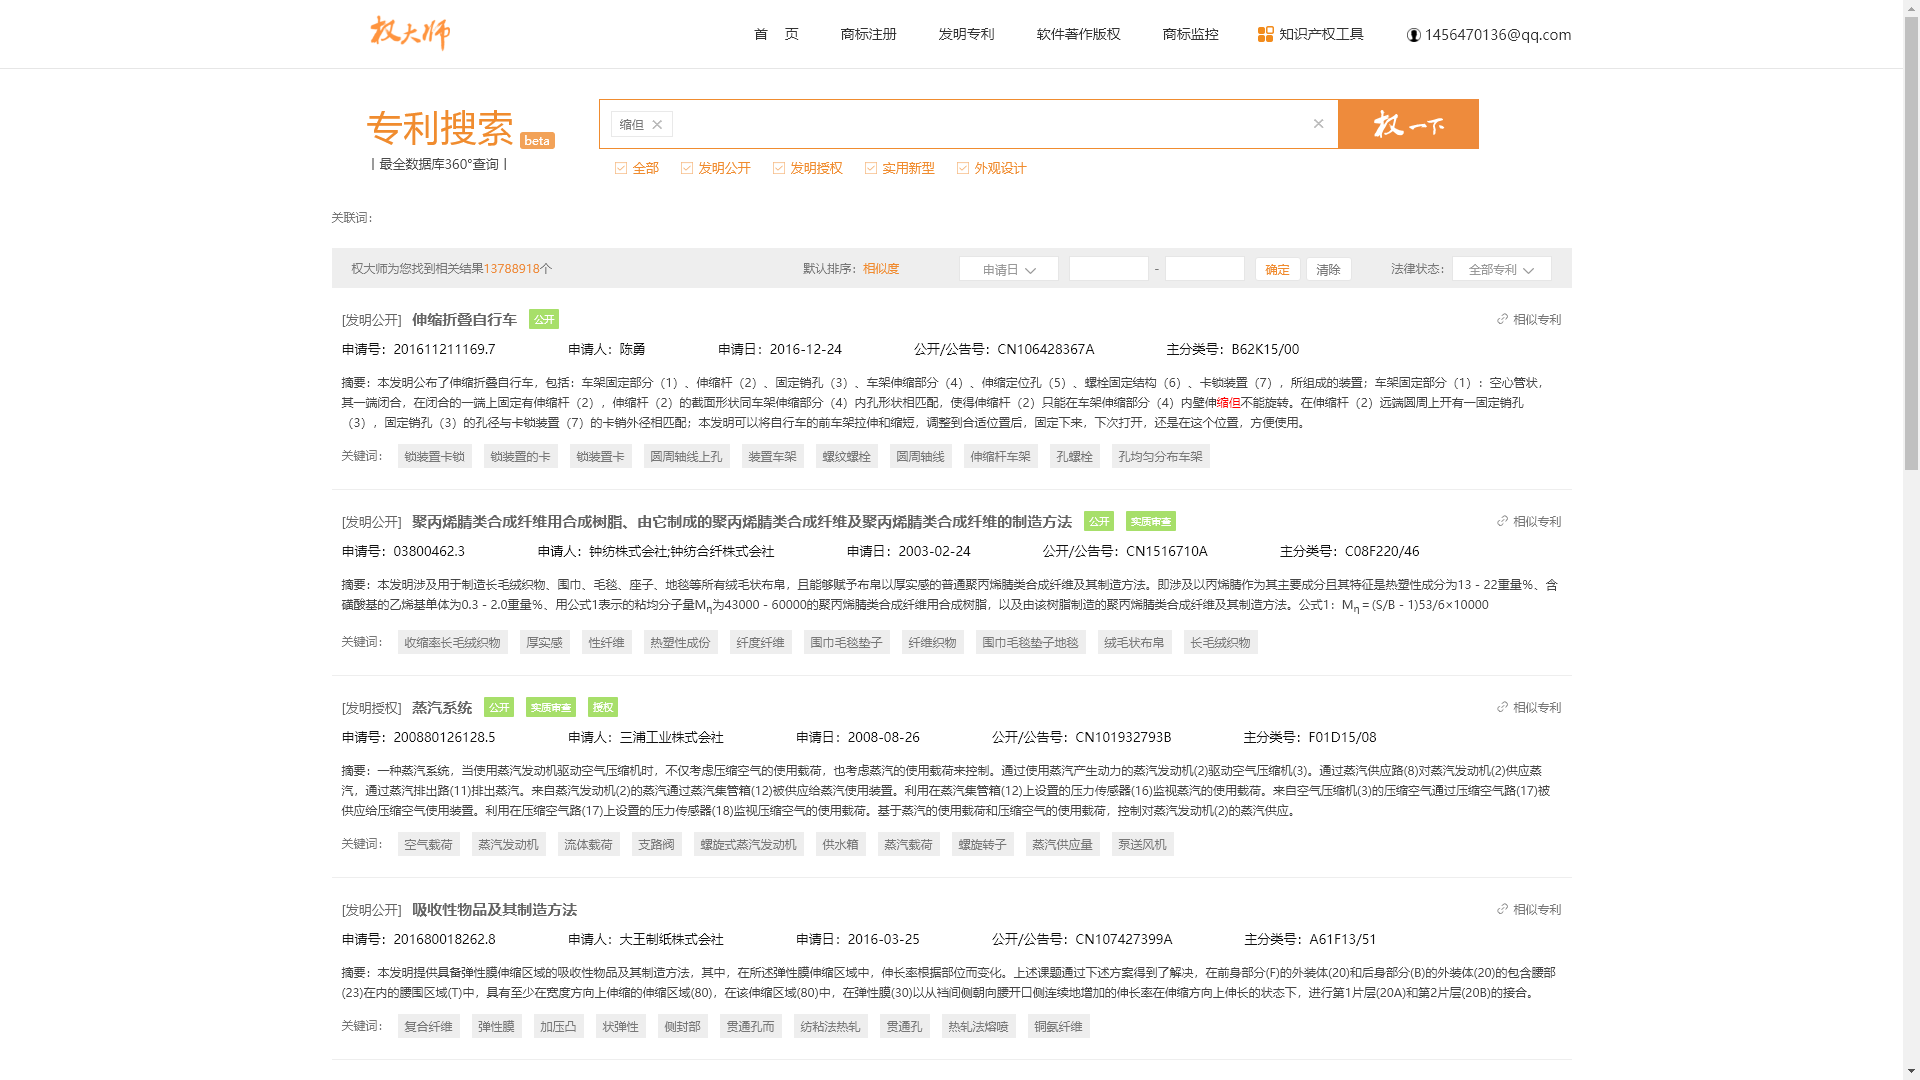 权大师
首 页
商标注册
发明专利
软件著作版权
商标监控
知识产权工具
1456470136@qq.com
专利搜索 beta
最全数据库360°查询
缩但
权一下
全部 发明公开 发明授权 实用新型 外观设计
关联词：
权大师为您找到相关结果13788918个 默认排序：相似度 申请日 - 确定 清除 法律状态： 全部专利
[发明公开] 伸缩折叠自行车 公开 相似专利
申请号：201611211169.7 申请人：陈勇 申请日：2016-12-24 公开/公告号：CN106428367A 主分类号：B62K15/00
摘要：本发明公布了伸缩折叠自行车，包括：车架固定部分（1）、伸缩杆（2）、固定销孔（3）、车架伸缩部分（4）、伸缩定位孔（5）、螺栓固定结构（6）、卡锁装置（7），所组成的装置；车架固定部分（1）：空心管状，
其一端闭合，在闭合的一端上固定有伸缩杆（2），伸缩杆（2）的截面形状同车架伸缩部分（4）内孔形状相匹配，使得伸缩杆（2）只能在车架伸缩部分（4）内壁伸缩但不能旋转。在伸缩杆（2）远端圆周上开有一固定销孔
（3），固定销孔（3）的孔径与卡锁装置（7）的卡销外径相匹配；本发明可以将自行车的前车架拉伸和缩短，调整到合适位置后，固定下来，下次打开，还是在这个位置，方便使用。
关键词： 锁装置卡锁 锁装置的卡 锁装置卡 圆周轴线上孔 装置车架 螺纹螺栓 圆周轴线 伸缩杆车架 孔螺栓 孔均匀分布车架
[发明公开] 聚丙烯腈类合成纤维用合成树脂、由它制成的聚丙烯腈类合成纤维及聚丙烯腈类合成纤维的制造方法 公开 实质审查 相似专利
申请号：03800462.3 申请人：钟纺株式会社;钟纺合纤株式会社 申请日：2003-02-24 公开/公告号：CN1516710A 主分类号：C08F220/46
摘要：本发明涉及用于制造长毛绒织物、围巾、毛毯、座子、地毯等所有绒毛状布帛，且能够赋予布帛以厚实感的普通聚丙烯腈类合成纤维及其制造方法。即涉及以丙烯腈作为其主要成分且其特征是热塑性成分为13－22重量%、含
磺酸基的乙烯基单体为0.3－2.0重量%、用公式1表示的粘均分子量Mη为43000－60000的聚丙烯腈类合成纤维用合成树脂，以及由该树脂制造的聚丙烯腈类合成纤维及其制造方法。公式1：Mη＝(S/B－1)53/6×10000
关键词： 收缩率长毛绒织物 厚实感 性纤维 热塑性成份 纤度纤维 围巾毛毯垫子 纤维织物 围巾毛毯垫子地毯 绒毛状布帛 长毛绒织物
[发明授权] 蒸汽系统 公开 实质审查 授权 相似专利
申请号：200880126128.5 申请人：三浦工业株式会社 申请日：2008-08-26 公开/公告号：CN101932793B 主分类号：F01D15/08
摘要：一种蒸汽系统，当使用蒸汽发动机驱动空气压缩机时，不仅考虑压缩空气的使用载荷，也考虑蒸汽的使用载荷来控制。通过使用蒸汽产生动力的蒸汽发动机(2)驱动空气压缩机(3)。通过蒸汽供应路(8)对蒸汽发动机(2)供应蒸
汽，通过蒸汽排出路(11)排出蒸汽。来自蒸汽发动机(2)的蒸汽通过蒸汽集管箱(12)被供应给蒸汽使用装置。利用在蒸汽集管箱(12)上设置的压力传感器(16)监视蒸汽的使用载荷。来自空气压缩机(3)的压缩空气通过压缩空气路(17)被
供应给压缩空气使用装置。利用在压缩空气路(17)上设置的压力传感器(18)监视压缩空气的使用载荷。基于蒸汽的使用载荷和压缩空气的使用载荷，控制对蒸汽发动机(2)的蒸汽供应。
关键词： 空气载荷 蒸汽发动机 流体载荷 支路阀 螺旋式蒸汽发动机 供水箱 蒸汽载荷 螺旋转子 蒸汽供应量 泵送风机
[发明公开] 吸收性物品及其制造方法 相似专利
申请号：201680018262.8 申请人：大王制纸株式会社 申请日：2016-03-25 公开/公告号：CN107427399A 主分类号：A61F13/51
摘要：本发明提供具备弹性膜伸缩区域的吸收性物品及其制造方法，其中，在所述弹性膜伸缩区域中，伸长率根据部位而变化。上述课题通过下述方案得到了解决，在前身部分(F)的外装体(20)和后身部分(B)的外装体(20)的包含腰部
(23)在内的腰围区域(T)中，具有至少在宽度方向上伸缩的伸缩区域(80)，在该伸缩区域(80)中，在弹性膜(30)以从裆间侧朝向腰开口侧连续地增加的伸长率在伸缩方向上伸长的状态下，进行第1片层(20A)和第2片层(20B)的接合。
关键词： 复合纤维 弹性膜 加压凸 状弹性 侧封部 贯通孔而 纺粘法热轧 贯通孔 热轧法熔喷 铜氨纤维